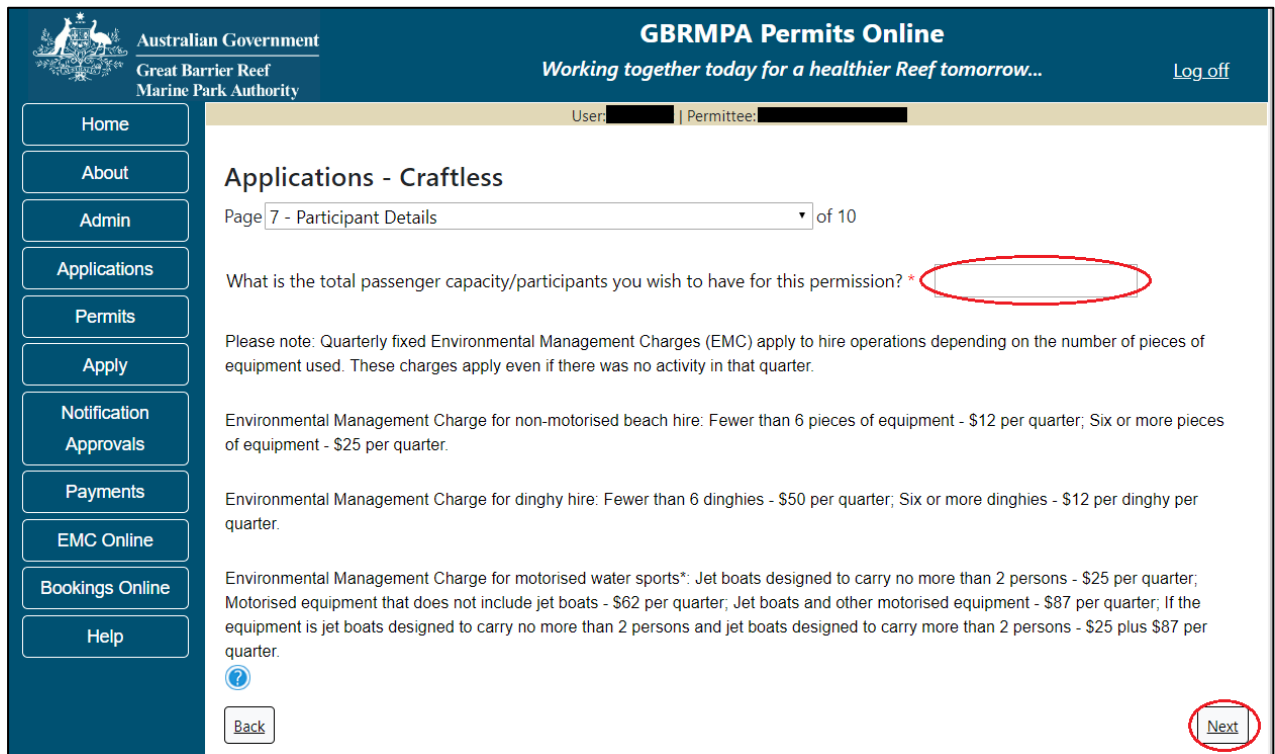 Australian Government
Great Barrier Reef
Marine Park Authority
GBRMPA Permits Online
Working together today for a healthier Reef tomorrow...
Log off
User: | Permittee:
Home
About
Admin
Applications
Permits
Apply
Notification
Approvals
Payments
EMC Online
Bookings Online
Help
Applications - Craftless
Page 7 - Participant Details of 10
What is the total passenger capacity/participants you wish to have for this permission? *
Please note: Quarterly fixed Environmental Management Charges (EMC) apply to hire operations depending on the number of pieces of
equipment used. These charges apply even if there was no activity in that quarter.
Environmental Management Charge for non-motorised beach hire: Fewer than 6 pieces of equipment - $12 per quarter; Six or more pieces
of equipment - $25 per quarter.
Environmental Management Charge for dinghy hire: Fewer than 6 dinghies - $50 per quarter; Six or more dinghies - $12 per dinghy per
quarter.
Environmental Management Charge for motorised water sports*: Jet boats designed to carry no more than 2 persons - $25 per quarter;
Motorised equipment that does not include jet boats - $62 per quarter; Jet boats and other motorised equipment - $87 per quarter; If the
equipment is jet boats designed to carry no more than 2 persons and jet boats designed to carry more than 2 persons - $25 plus $87 per
quarter.
?
Back
Next